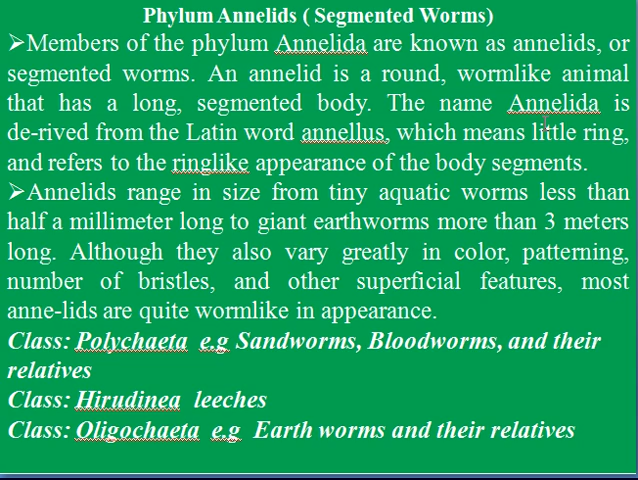 Phylum Annelids ( Segmented Worms)
➢Members of the phylum Annelida are known as annelids, or
segmented worms. An annelid is a round, wormlike animal
that has a long, segmented body. The name Annelida is
de-rived from the Latin word annellus, which means little ring,
and refers to the ringlike appearance of the body segments.
➢Annelids range in size from tiny aquatic worms less than
half a millimeter long to giant earthworms more than 3 meters
long. Although they also vary greatly in color, patterning,
number of bristles, and other superficial features, most
anne-lids are quite wormlike in appearance.
Class: Polychaeta e.g Sandworms, Bloodworms, and their
relatives
Class: Hirudinea leeches
Class: Oligochaeta e.g Earth worms and their relatives